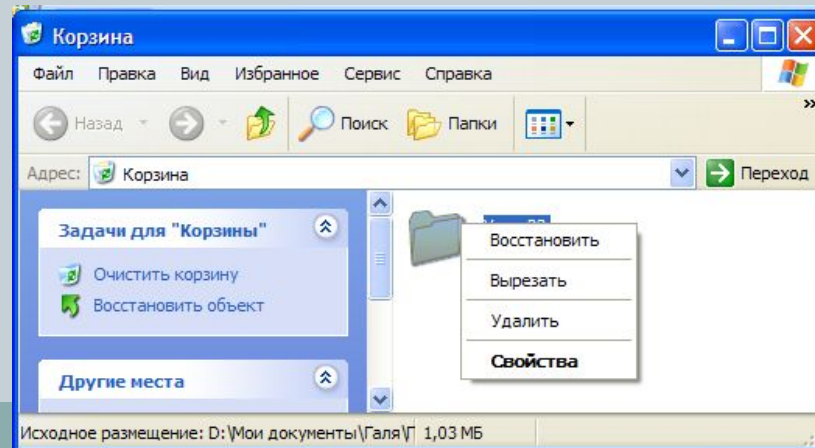 Корзина
Файл Правка Вид Избранное Сервис Справка
Назад Поиск Папки »
Адрес: Корзина Переход
Задачи для "Корзины"
Очистить корзину
Восстановить объект
Другие места
Восстановить
Вырезать
Удалить
Свойства
Исходное размещение: D:\Мои документы\Галя\Г 1,03 МБ